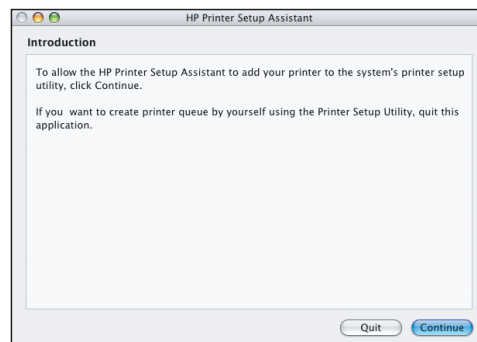 HP Printer Setup Assistant
Introduction
To allow the HP Printer Setup Assistant to add your printer to the system's printer setup
utility, click Continue.
If you  want to create printer queue by yourself using the Printer Setup Utility, quit this
application.
Quit
Continue